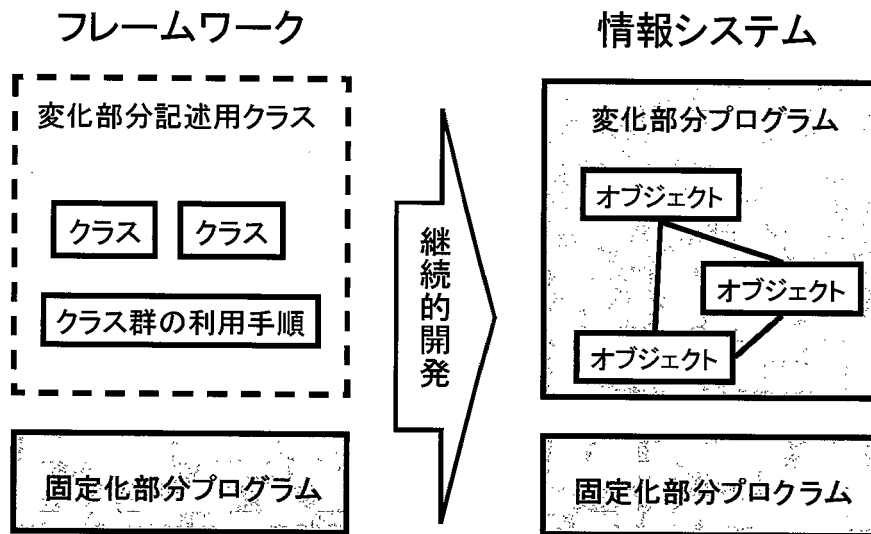 フレームワーク
変化部分記述用クラス
クラス
クラス
クラス群の利用手順
固定化部分プログラム
継続的開発
情報システム
変化部分プログラム
オブジェクト
オブジェクト
オブジェクト
固定化部分プロクラム